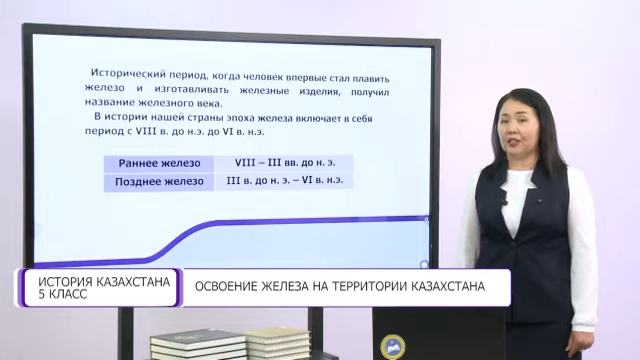 Исторический период, когда человек впервые стал плавить
железо и изготавливать железные изделия, получил
название железного века.
В истории нашей страны эпоха железа включает в себя
период с VIII в. до н.э. до VI в. н.э.
Раннее железо VIII – III вв. до н. э.
Позднее железо III в. до н. э. – VI в. н.э.
ИСТОРИЯ КАЗАХСТАНА
5 КЛАСС
ОСВОЕНИЕ ЖЕЛЕЗА НА ТЕРРИТОРИИ КАЗАХСТАНА